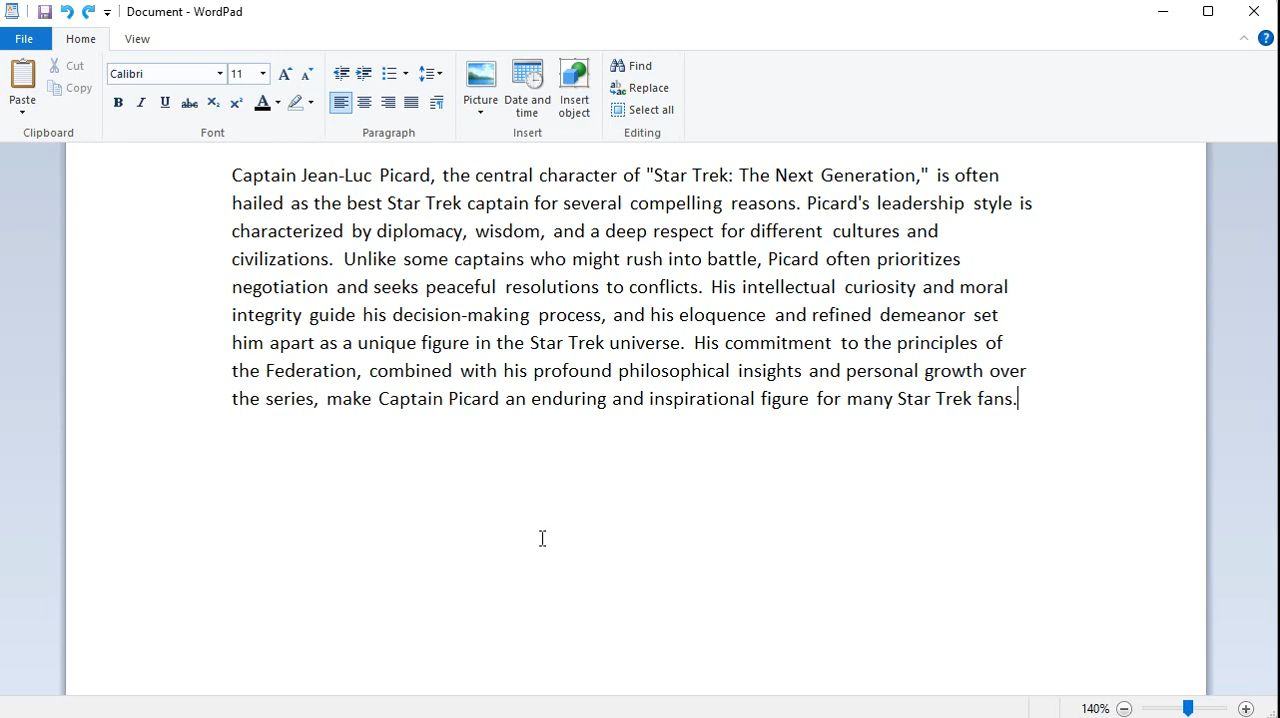 Document - WordPad
File Home View
Paste Cut Copy Clipboard
Calibri 11
B I U abc X₂ X² A
Font
Paragraph
Picture Date and time Insert object
Insert
Find
Replace
Select all
Editing
Captain Jean-Luc Picard, the central character of "Star Trek: The Next Generation," is often
hailed as the best Star Trek captain for several compelling reasons. Picard's leadership style is
characterized by diplomacy, wisdom, and a deep respect for different cultures and
civilizations. Unlike some captains who might rush into battle, Picard often prioritizes
negotiation and seeks peaceful resolutions to conflicts. His intellectual curiosity and moral
integrity guide his decision-making process, and his eloquence and refined demeanor set
him apart as a unique figure in the Star Trek universe. His commitment to the principles of
the Federation, combined with his profound philosophical insights and personal growth over
the series, make Captain Picard an enduring and inspirational figure for many Star Trek fans.
140%